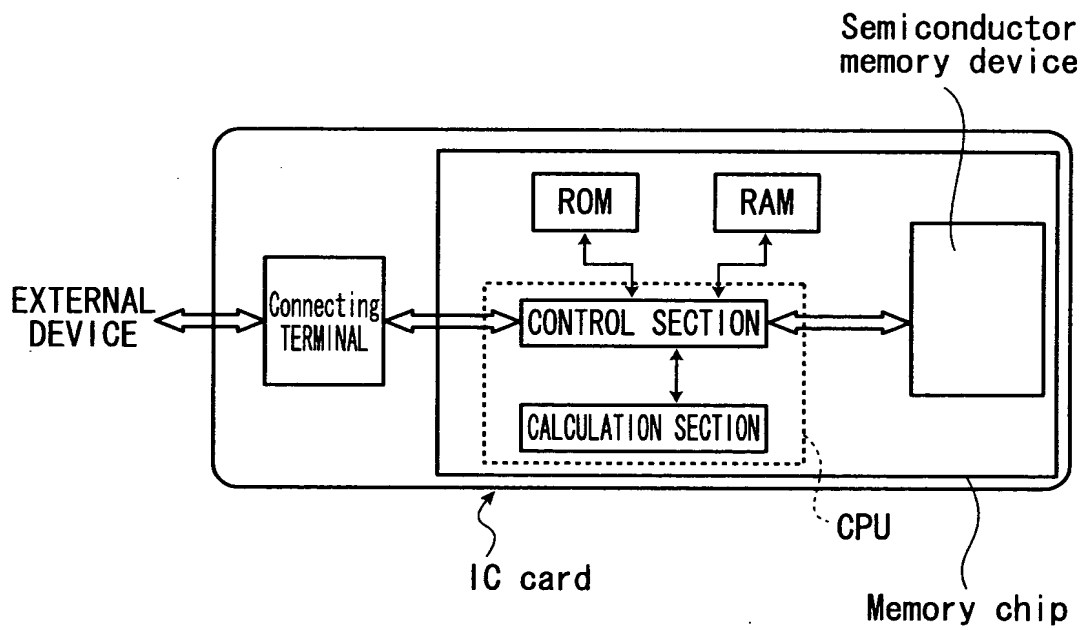 Semiconductor
memory device
ROM
RAM
EXTERNAL
DEVICE
Connecting
TERMINAL
CONTROL SECTION
CALCULATION SECTION
CPU
IC card
Memory chip